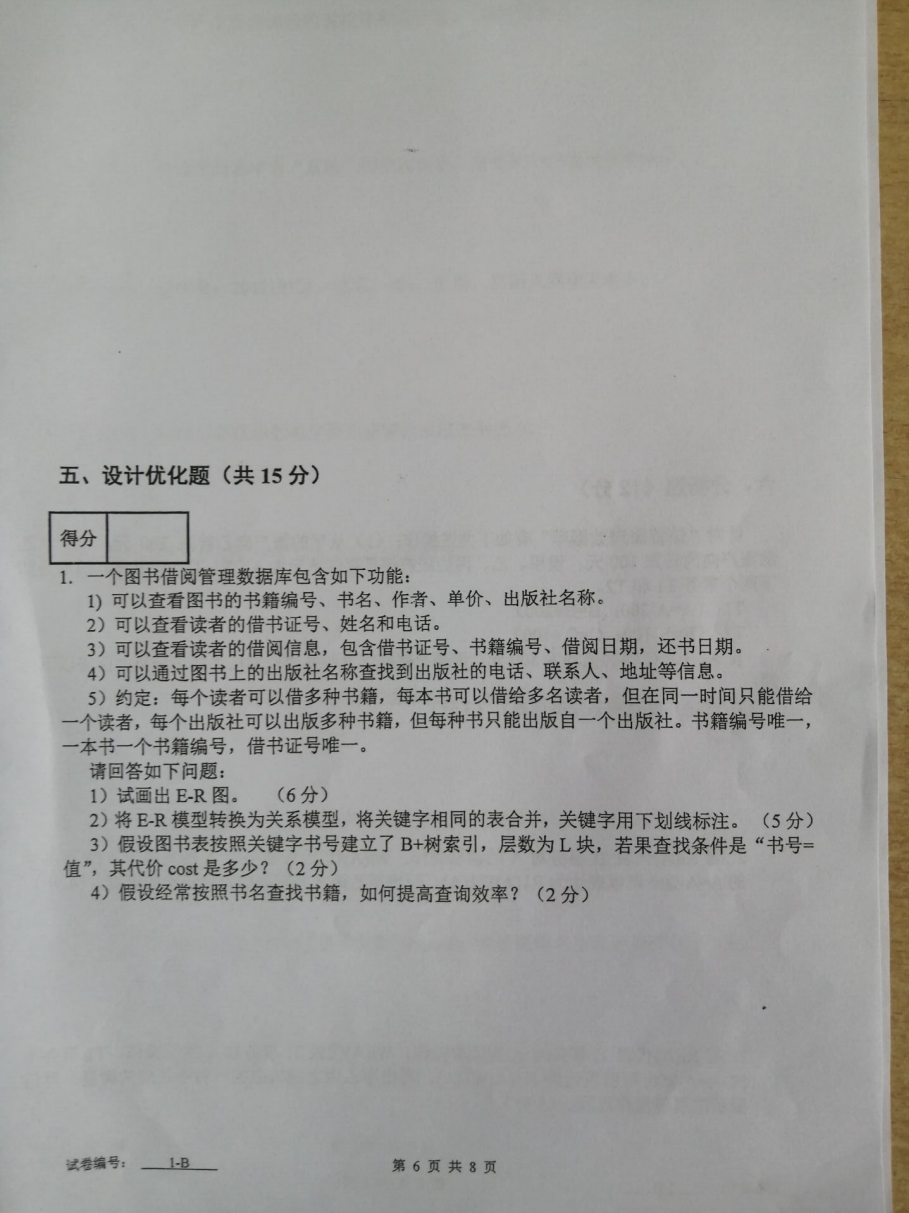 五、设计优化题（共 15 分）
得分
1. 一个图书借阅管理数据库包含如下功能：
1）可以查看图书的书籍编号、书名、作者、单价、出版社名称。
2）可以查看读者的借书证号、姓名和电话。
3）可以查看读者的借阅信息，包含借书证号、书籍编号、借阅日期，还书日期。
4）可以通过图书上的出版社名称查找到出版社的电话、联系人、地址等信息。
5）约定：每个读者可以借多种书籍，每本书可以借给多名读者，但在同一时间只能借给
一个读者，每个出版社可以出版多种书籍，但每种书只能出版自一个出版社。书籍编号唯一，
一本书一个书籍编号，借书证号唯一。
请回答如下问题：
1）试画出 E-R 图。 （6 分）
2）将 E-R 模型转换为关系模型，将关键字相同的表合并，关键字用下划线标注。（5 分）
3）假设图书表按照关键字书号建立了 B+树索引，层数为 L 块，若果查找条件是“书号=
值”，其代价 cost 是多少？（2 分）
4）假设经常按照书名查找书籍，如何提高查询效率？（2 分）
试卷编号： 1-B
第 6 页 共 8 页